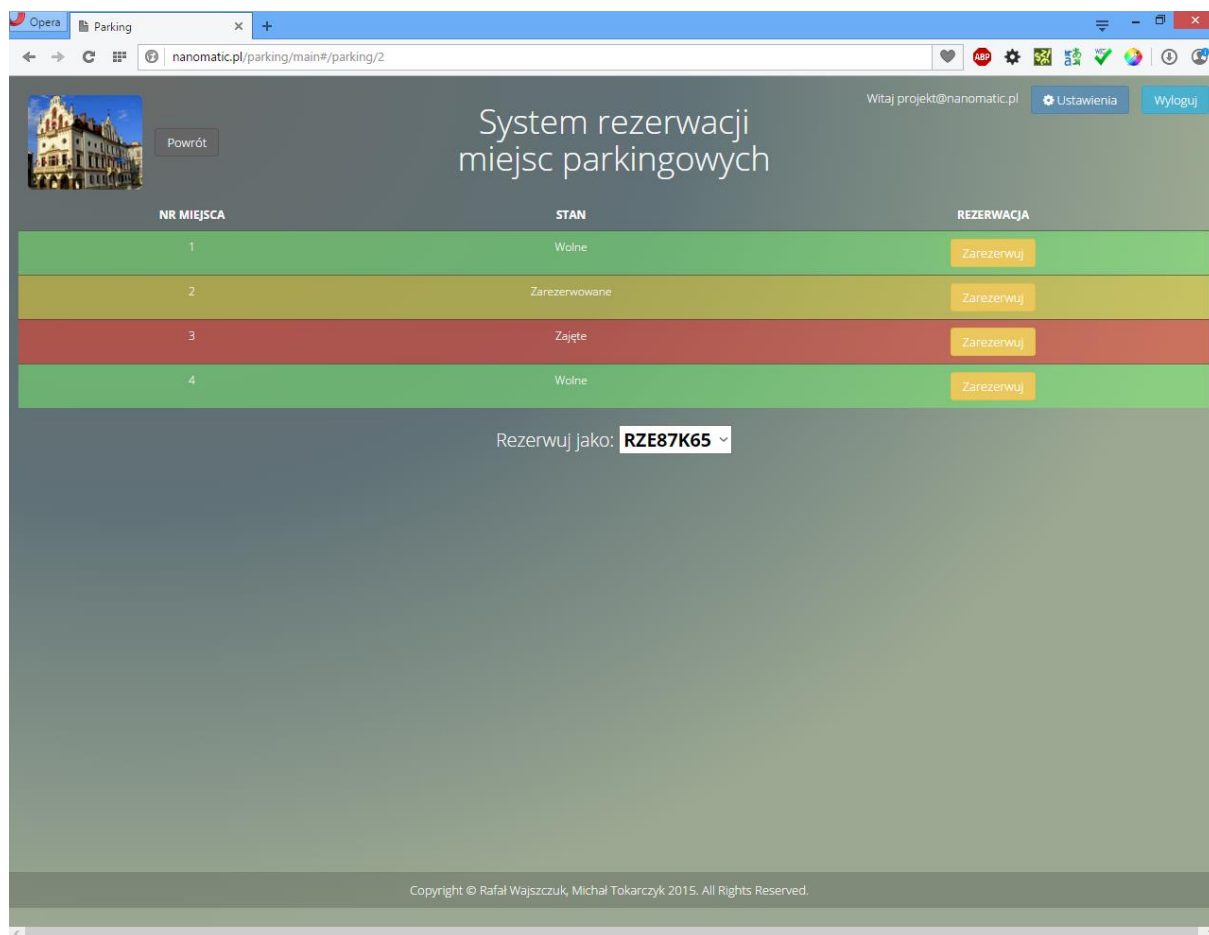 Opera
Parking
nanomatic.pl/parking/main#/parking/2
ABP
Powrót
System rezerwacji
miejsc parkingowych
Witaj projekt@nanomatic.pl
Ustawienia
Wyloguj
NR MIEJSCA STAN REZERWACJA
1 Wolne Zarezerwuj
2 Zarezerwowane Zarezerwuj
3 Zajęte Zarezerwuj
4 Wolne Zarezerwuj
Rezerwuj jako: RZE87K65
Copyright © Rafał Wajszczuk, Michał Tokarczyk 2015. All Rights Reserved.